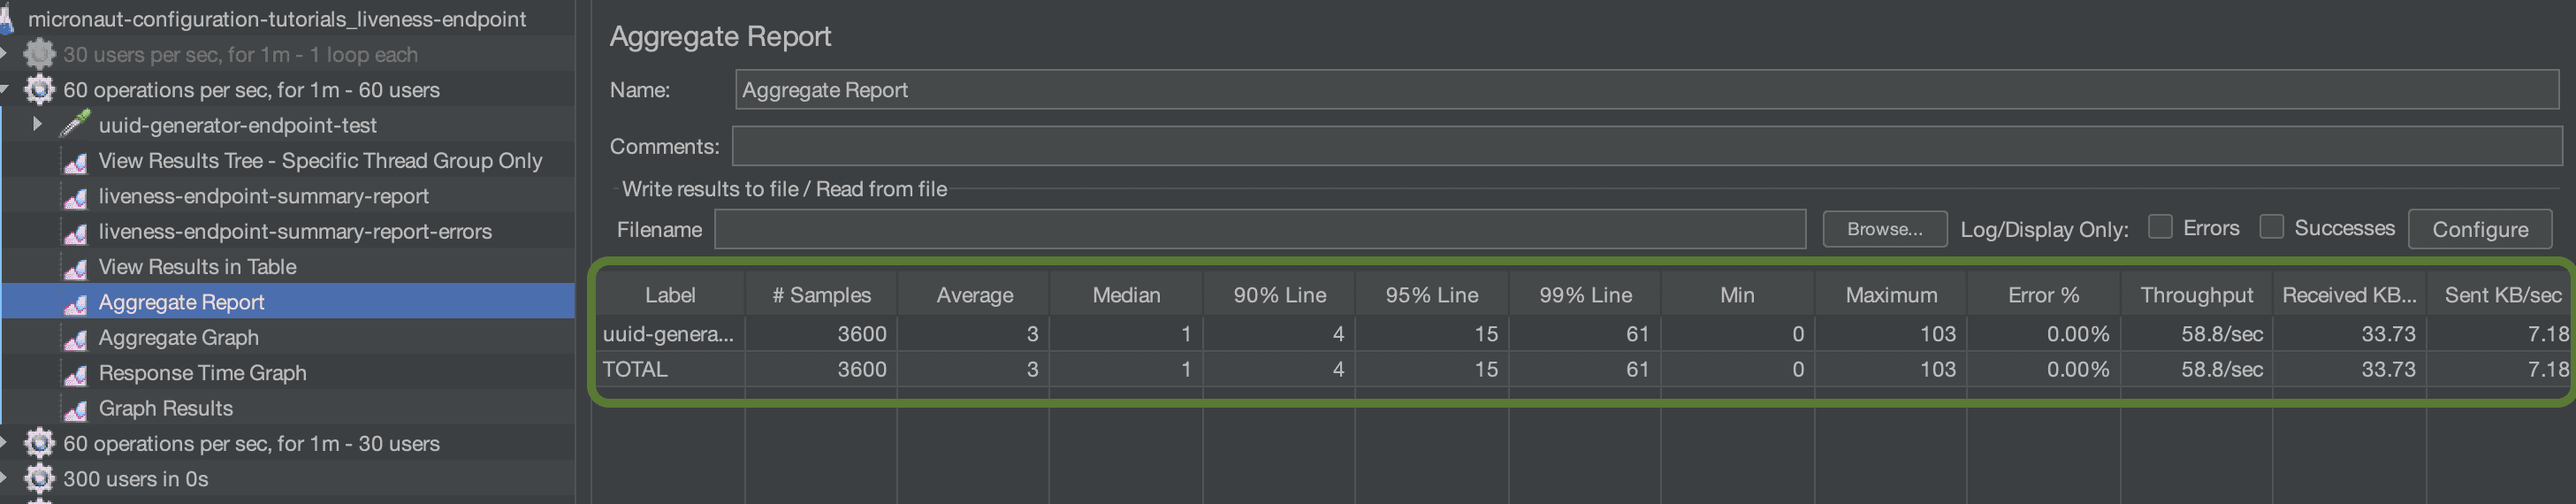 micronaut-configuration-tutorials_liveness-endpoint
30 users per sec, for 1m - 1 loop each
60 operations per sec, for 1m - 60 users
uuid-generator-endpoint-test
View Results Tree - Specific Thread Group Only
liveness-endpoint-summary-report
liveness-endpoint-summary-report-errors
View Results in Table
Aggregate Report
Aggregate Graph
Response Time Graph
Graph Results
60 operations per sec, for 1m - 30 users
300 users in 0s
Aggregate Report
Name: Aggregate Report
Comments:
Write results to file / Read from file
Filename Browse... Log/Display Only: Errors Successes Configure
Label # Samples Average Median 90% Line 95% Line 99% Line Min Maximum Error % Throughput Received KB... Sent KB/sec
uuid-genera... 3600 3 1 4 15 61 0 103 0.00% 58.8/sec 33.73 7.18
TOTAL 3600 3 1 4 15 61 0 103 0.00% 58.8/sec 33.73 7.18